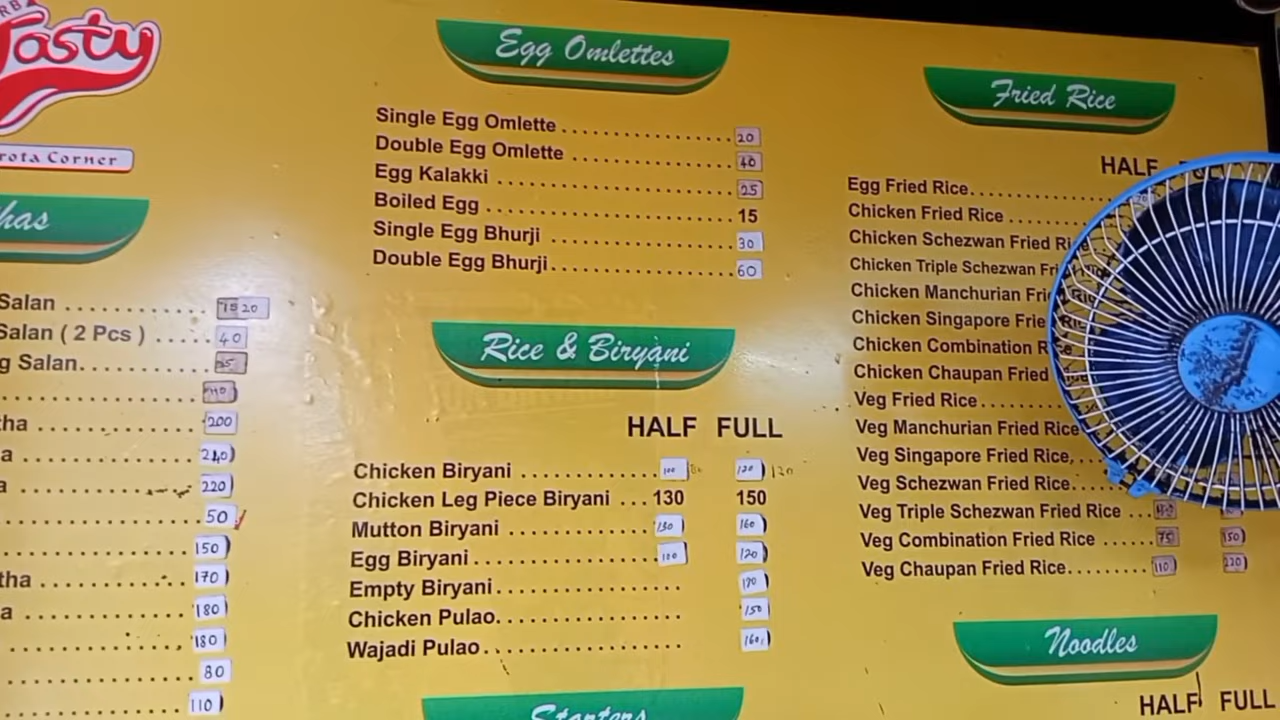 Tasty
rota Corner
has
Salan 15 20
Salan ( 2 Pcs ) 40
g Salan 25
40
tha 200
a 240
a 220
50
150
tha 170
a 180
180
80
110
Egg Omlettes
Single Egg Omlette 20
Double Egg Omlette 40
Egg Kalakki 25
Boiled Egg 15
Single Egg Bhurji 30
Double Egg Bhurji 60
Rice & Biryani
HALF FULL
Chicken Biryani 100 120 120
Chicken Leg Piece Biryani 130 150
Mutton Biryani 130 160
Egg Biryani 100 120
Empty Biryani
Chicken Pulao 150
Wajadi Pulao 160
Starters
Fried Rice
HALF
Egg Fried Rice
Chicken Fried Rice
Chicken Schezwan Fried
Chicken Triple Schezwan
Chicken Manchurian
Chicken Singapore
Chicken Combination
Chicken Chaupan Fried
Veg Fried Rice
Veg Manchurian Fried Rice
Veg Singapore Fried Rice
Veg Schezwan Fried Rice
Veg Triple Schezwan Fried Rice
Veg Combination Fried Rice 75 150
Veg Chaupan Fried Rice 110 220
Noodles
HALF FULL